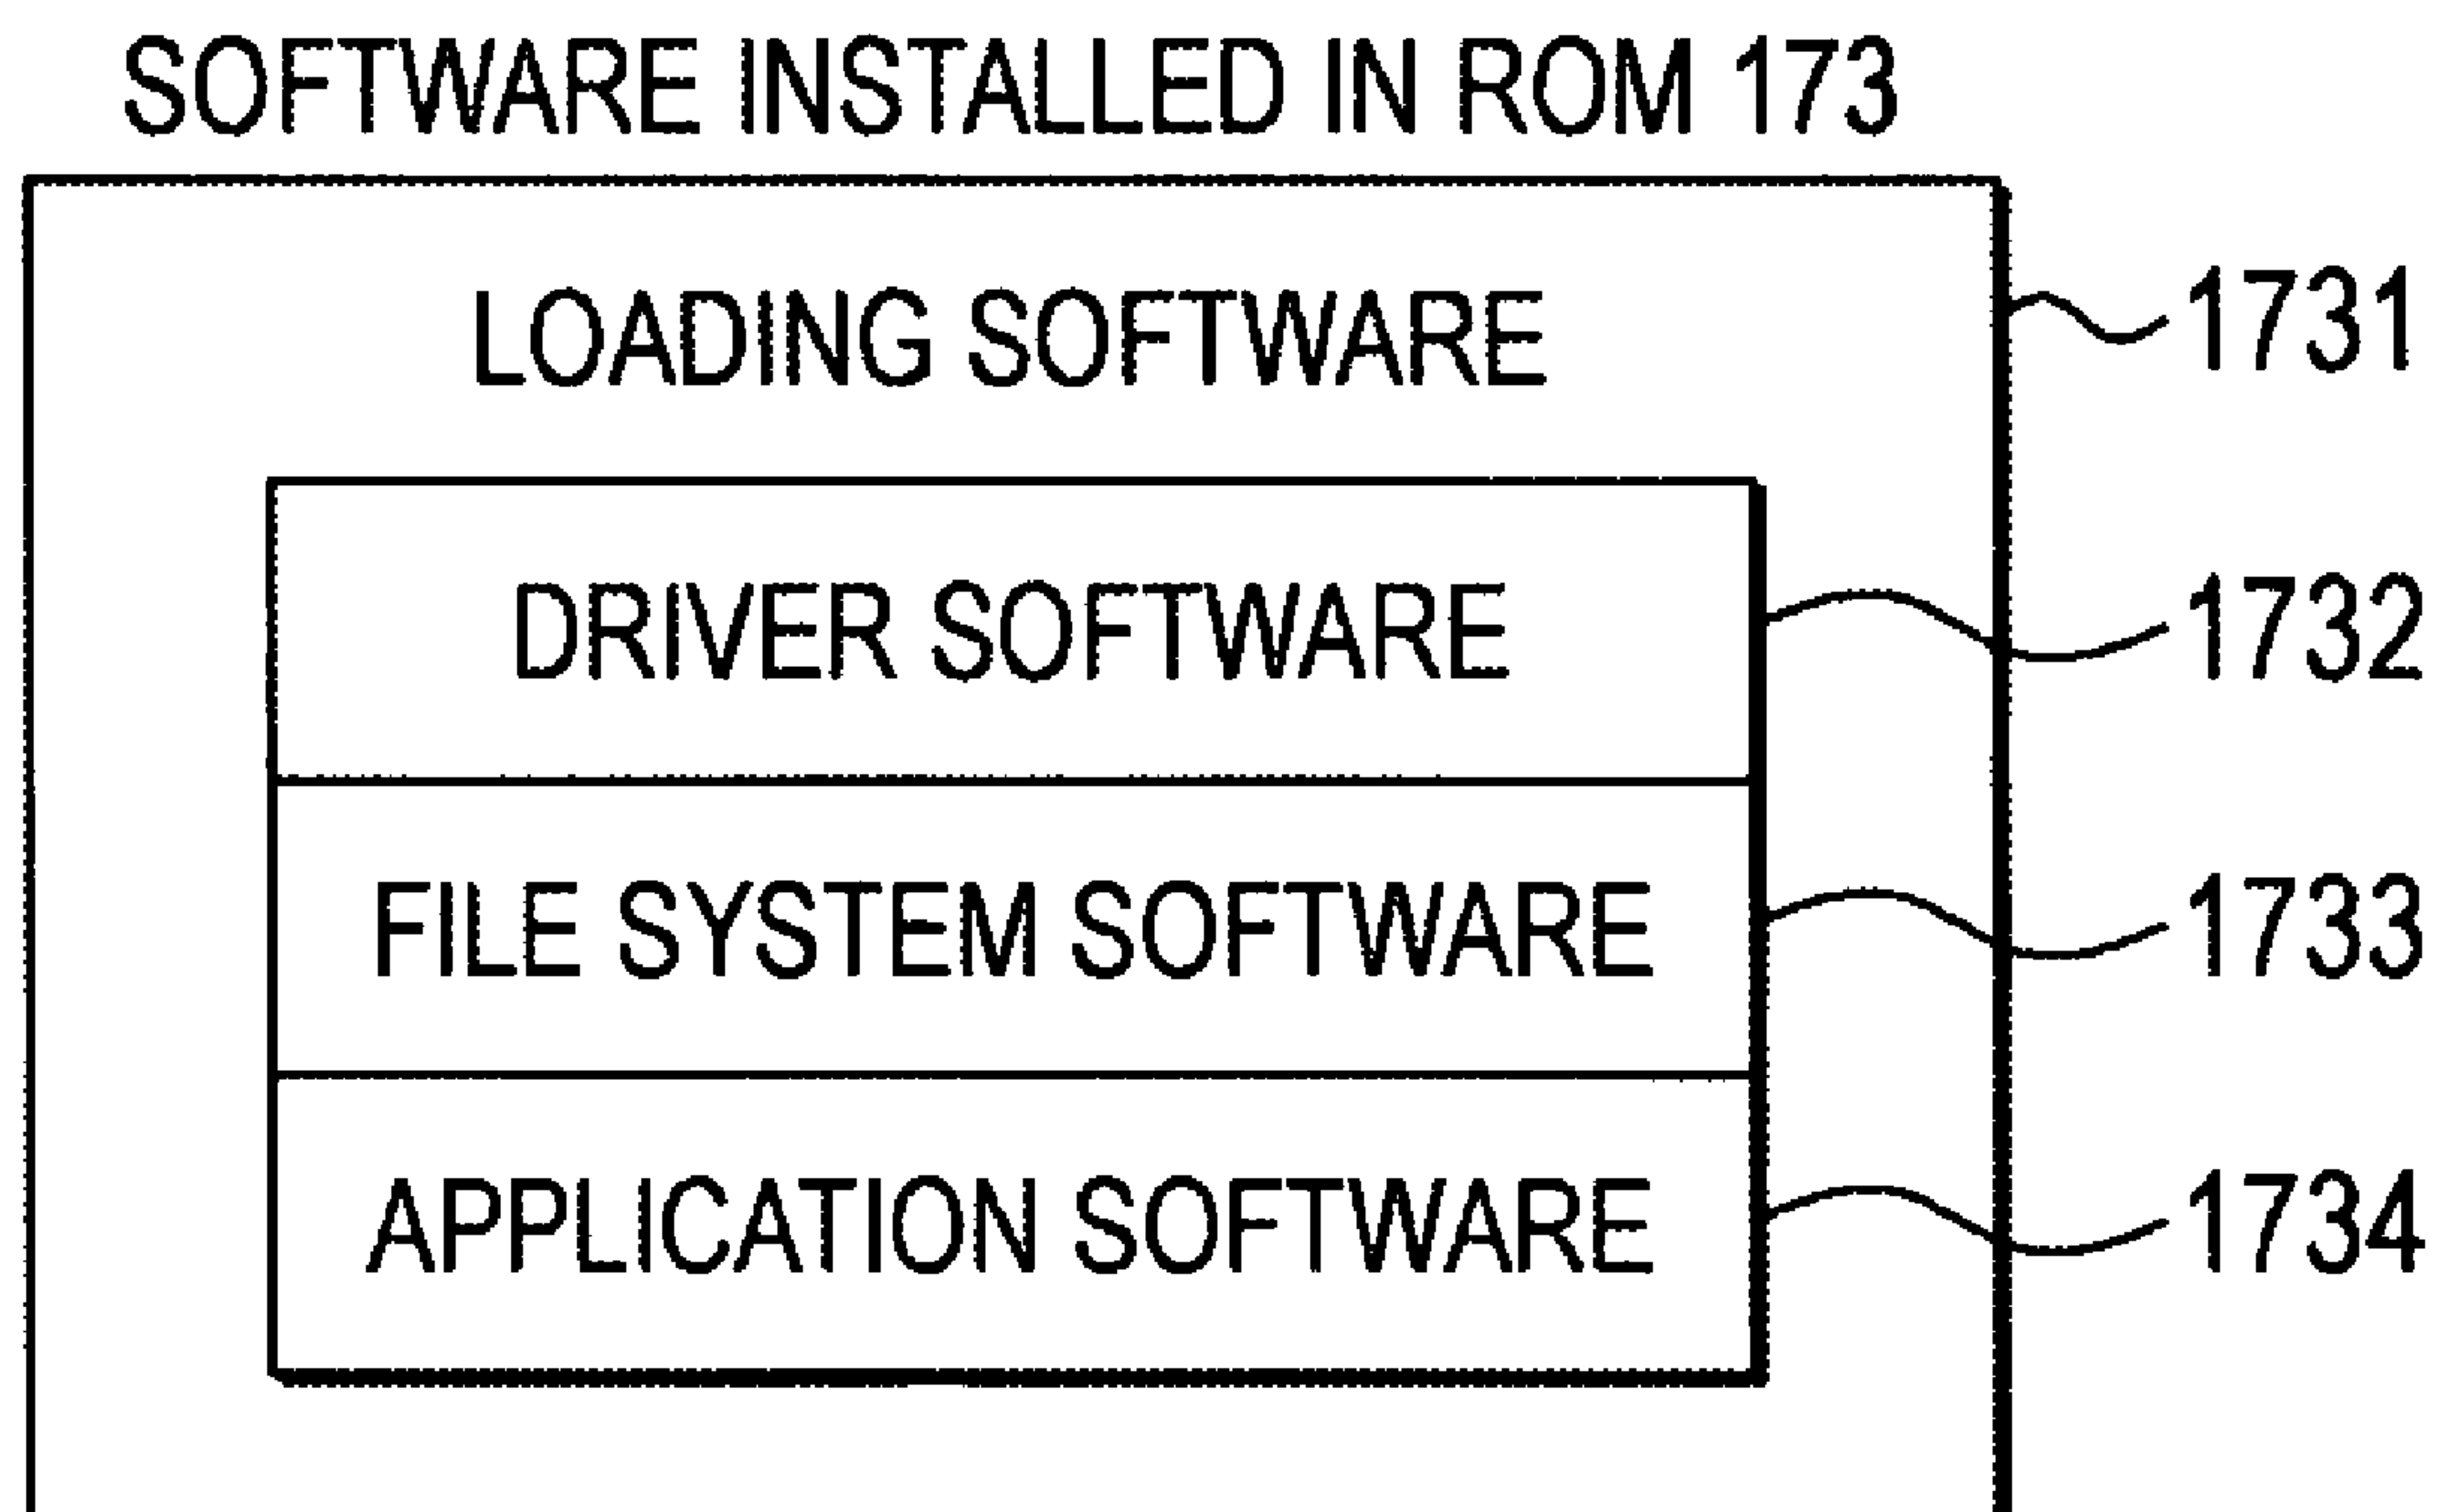 SOFTWARE INSTALLED IN ROM 173
LOADING SOFTWARE
1731
DRIVER SOFTWARE
1732
FILE SYSTEM SOFTWARE
1733
APPLICATION SOFTWARE
1734